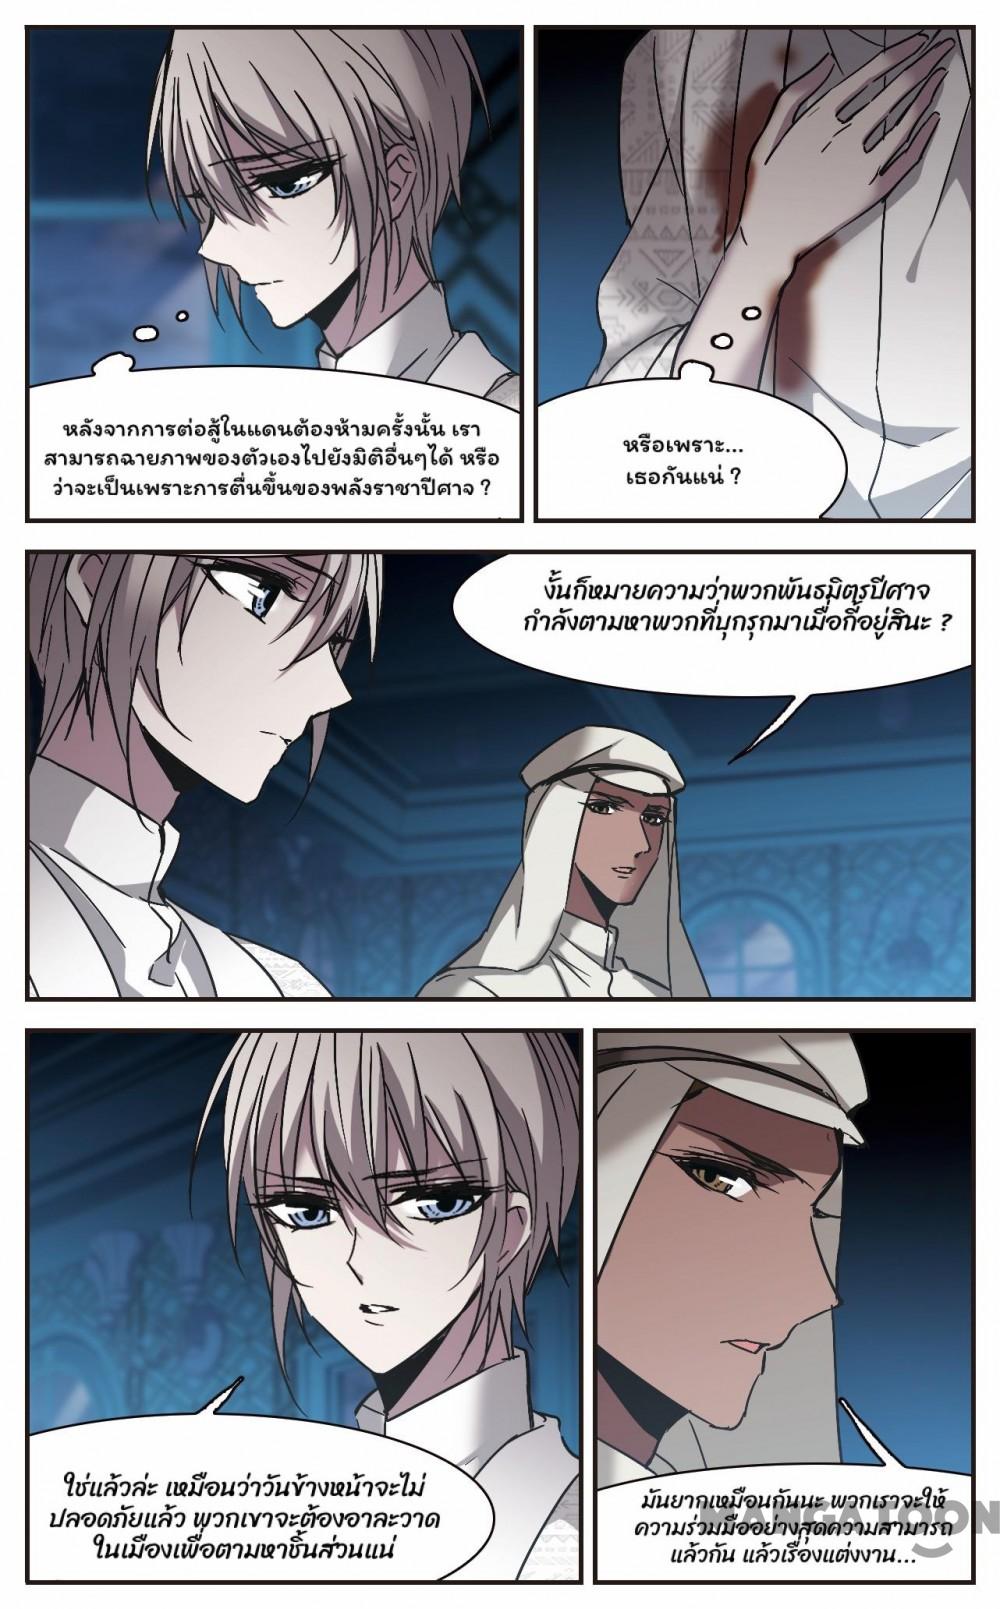 หลังจากการต่อสู้ในแดนต้องห้ามครั้งนั้น เรา
สามารถฉายภาพของตัวเองไปยังมิติอื่นๆได้ หรือ
ว่าจะเป็นเพราะการตื่นขึ้นของพลังราชาปีศาจ ?
หรือเพราะ...
เธอกันแน่ ?
งั้นก็หมายความว่าพวกพันธมิตรปีศาจ
กำลังตามหาพวกที่บุกรุกมาเมื่อกี้อยู่สินะ ?
ใช่แล้วล่ะ เหมือนว่าวันข้างหน้าจะไม่
ปลอดภัยแล้ว พวกเขาจะต้องอาละวาด
ในเมืองเพื่อตามหาชิ้นส่วนแน่
มันยากเหมือนกันนะ พวกเราจะให้
ความร่วมมืออย่างสุดความสามารถ
แล้วกัน แล้วเรื่องแต่งงาน...
MANGATOON